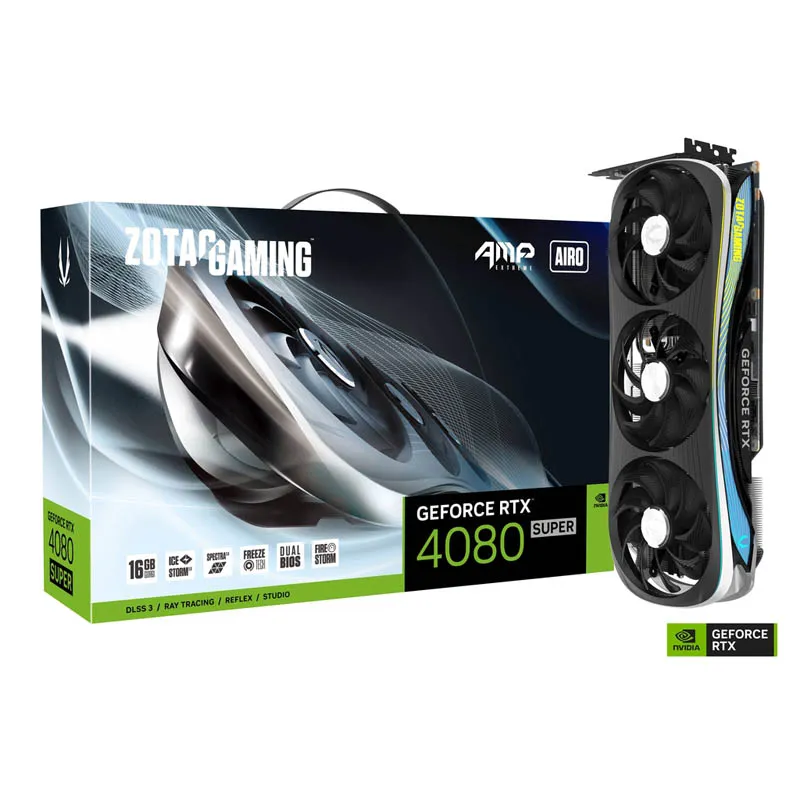 ZOTAC GAMING
AMP
EXTREME
AIRO
ZOTAC GAMING
GEFORCE RTX
GEFORCE RTX
4080
SUPER
GEFORCE RTX™
4080 SUPER
NVIDIA
16GB
ICE
STORM
SPECTRA
FREEZE
TECH
DUAL
BIOS
FIRE
STORM
DLSS 3 / RAY TRACING / REFLEX / STUDIO
NVIDIA
GEFORCE
RTX